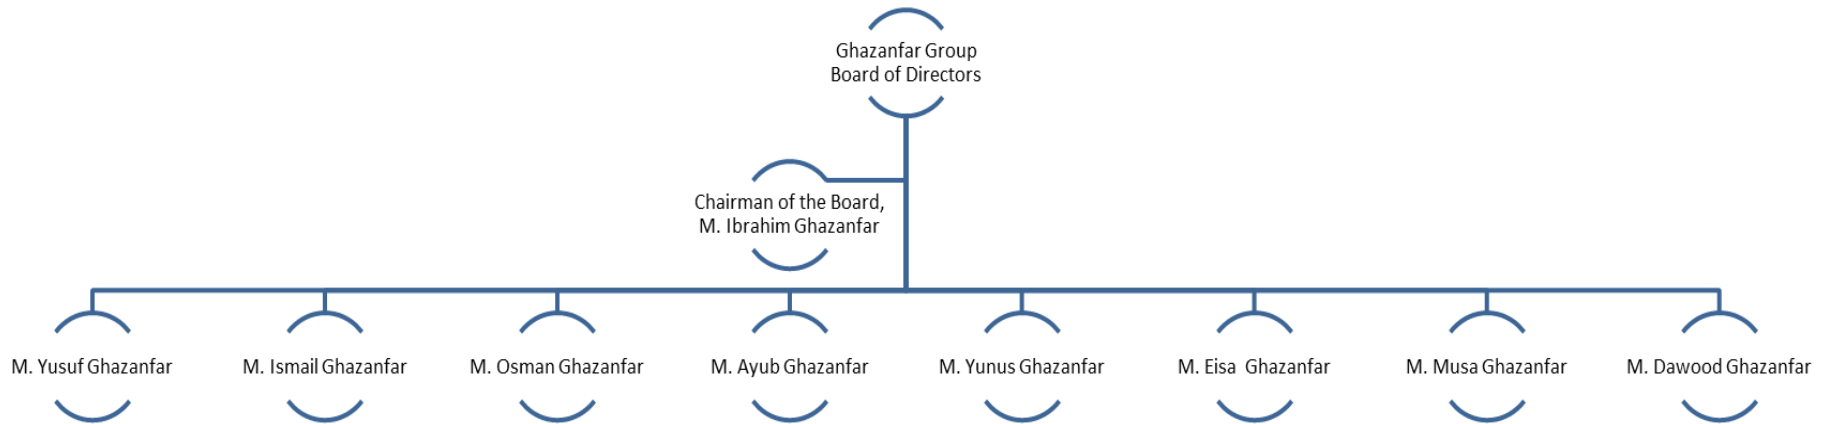 Ghazanfar Group
Board of Directors
Chairman of the Board,
M. Ibrahim Ghazanfar
M. Yusuf Ghazanfar
M. Ismail Ghazanfar
M. Osman Ghazanfar
M. Ayub Ghazanfar
M. Yunus Ghazanfar
M. Eisa  Ghazanfar
M. Musa Ghazanfar
M. Dawood Ghazanfar